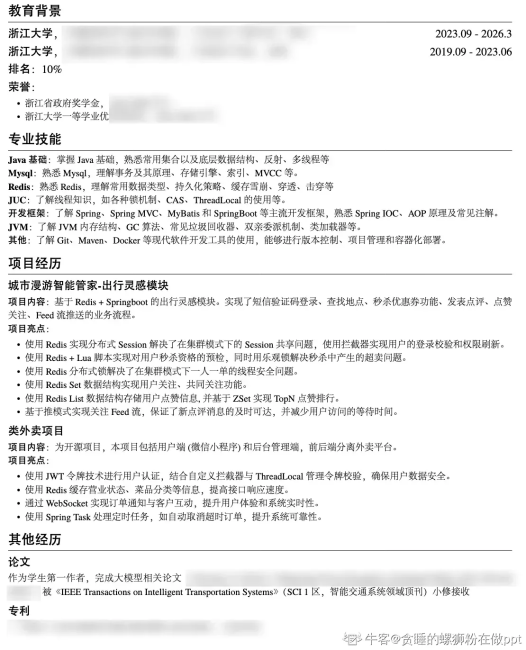 教育背景
浙江大学, 2023.09 - 2026.3
浙江大学, 2019.09 - 2023.06
排名：10%
荣誉：
• 浙江省政府奖学金,
• 浙江大学一等学业优
专业技能
Java 基础：掌握 Java 基础，熟悉常用集合以及底层数据结构、反射、多线程等
Mysql：熟悉 Mysql，理解事务及其原理、存储引擎、索引、MVCC 等。
Redis：熟悉 Redis，理解常用数据类型、持久化策略、缓存雪崩、穿透、击穿等
JUC：了解线程知识，如各种锁机制、CAS、ThreadLocal 的使用等。
开发框架：了解 Spring、Spring MVC、MyBatis 和 SpringBoot 等主流开发框架，熟悉 Spring IOC、AOP 原理及常见注解。
JVM：了解 JVM 内存结构、GC 算法、常见垃圾回收器、双亲委派机制、类加载器等。
其他：了解 Git、Maven、Docker 等现代软件开发工具的使用，能够进行版本控制、项目管理和容器化部署。
项目经历
城市漫游智能管家-出行灵感模块
项目内容：基于 Redis + Springboot 的出行灵感模块。实现了短信验证码登录、查找地点、秒杀优惠券功能、发表点评、点赞
关注、Feed 流推送的业务流程。
项目亮点：
• 使用 Redis 实现分布式 Session 解决了在集群模式下的 Session 共享问题，使用拦截器实现用户的登录校验和权限刷新。
• 使用 Redis + Lua 脚本实现对用户秒杀资格的预检，同时用乐观锁解决秒杀中产生的超卖问题。
• 使用 Redis 分布式锁解决了在集群模式下一人一单的线程安全问题。
• 使用 Redis Set 数据结构实现用户关注、共同关注功能。
• 使用 Redis List 数据结构存储用户点赞信息, 并基于 ZSet 实现 TopN 点赞排行。
• 基于推模式实现关注 Feed 流，保证了新点评消息的及时可达，并减少用户访问的等待时间。
类外卖项目
项目内容：为开源项目，本项目包括用户端 (微信小程序) 和后台管理端，前后端分离外卖平台。
项目亮点：
• 使用 JWT 令牌技术进行用户认证，结合自定义拦截器与 ThreadLocal 管理令牌校验，确保用户数据安全。
• 使用 Redis 缓存营业状态、菜品分类等信息，提高接口响应速度。
• 通过 WebSocket 实现订单通知与客户互动，提升用户体验和系统实时性。
• 使用 Spring Task 处理定时任务，如自动取消超时订单，提升系统可靠性。
其他经历
论文
作为学生第一作者，完成大模型相关论文
被《IEEE Transactions on Intelligent Transportation Systems》(SCI 1 区，智能交通系统领域顶刊) 小修接收
专利
牛客@贪睡的螺狮粉在做ppt